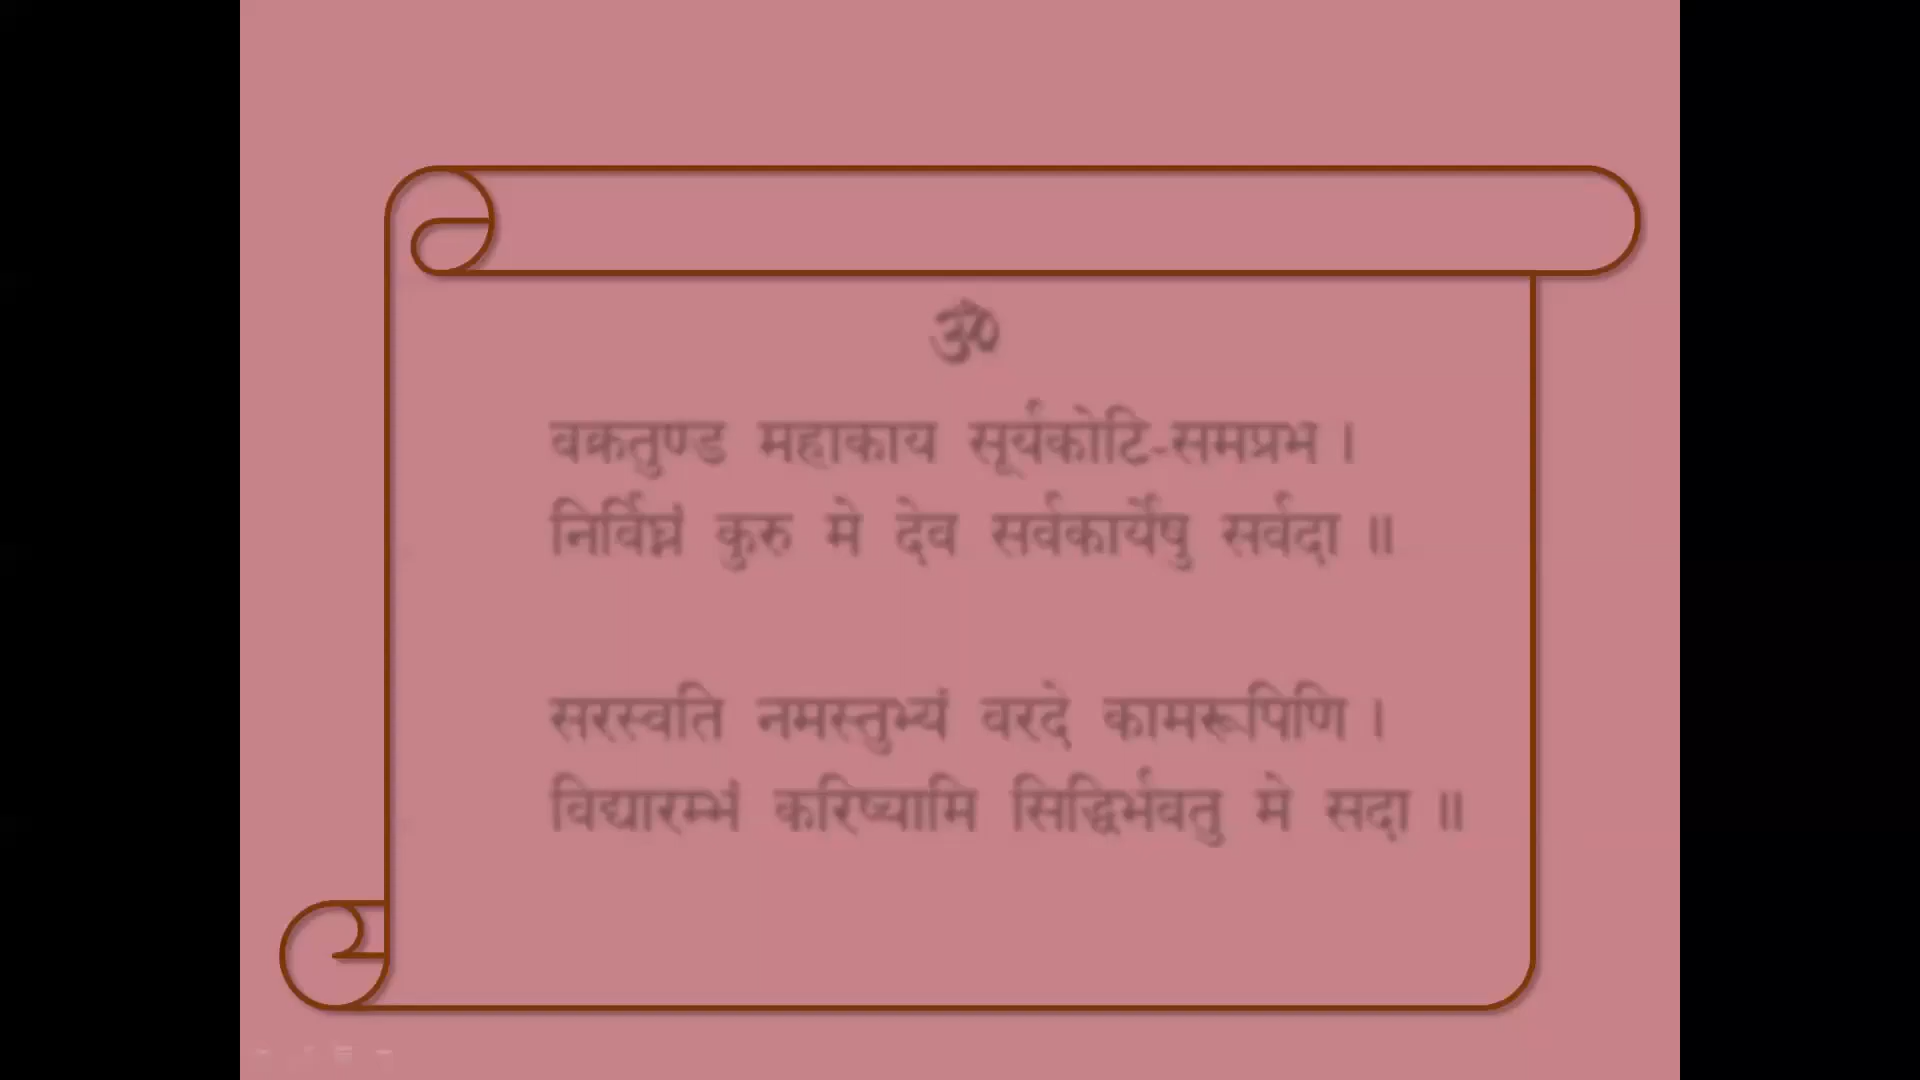 ॐ
वक्रतुण्ड महाकाय सूर्यकोटि-समप्रभ ।
निर्विघ्नं कुरु मे देव सर्वकार्येषु सर्वदा ॥
सरस्वति नमस्तुभ्यं वरदे कामरूपिणि ।
विद्यारम्भं करिष्यामि सिद्धिर्भवतु मे सदा ॥